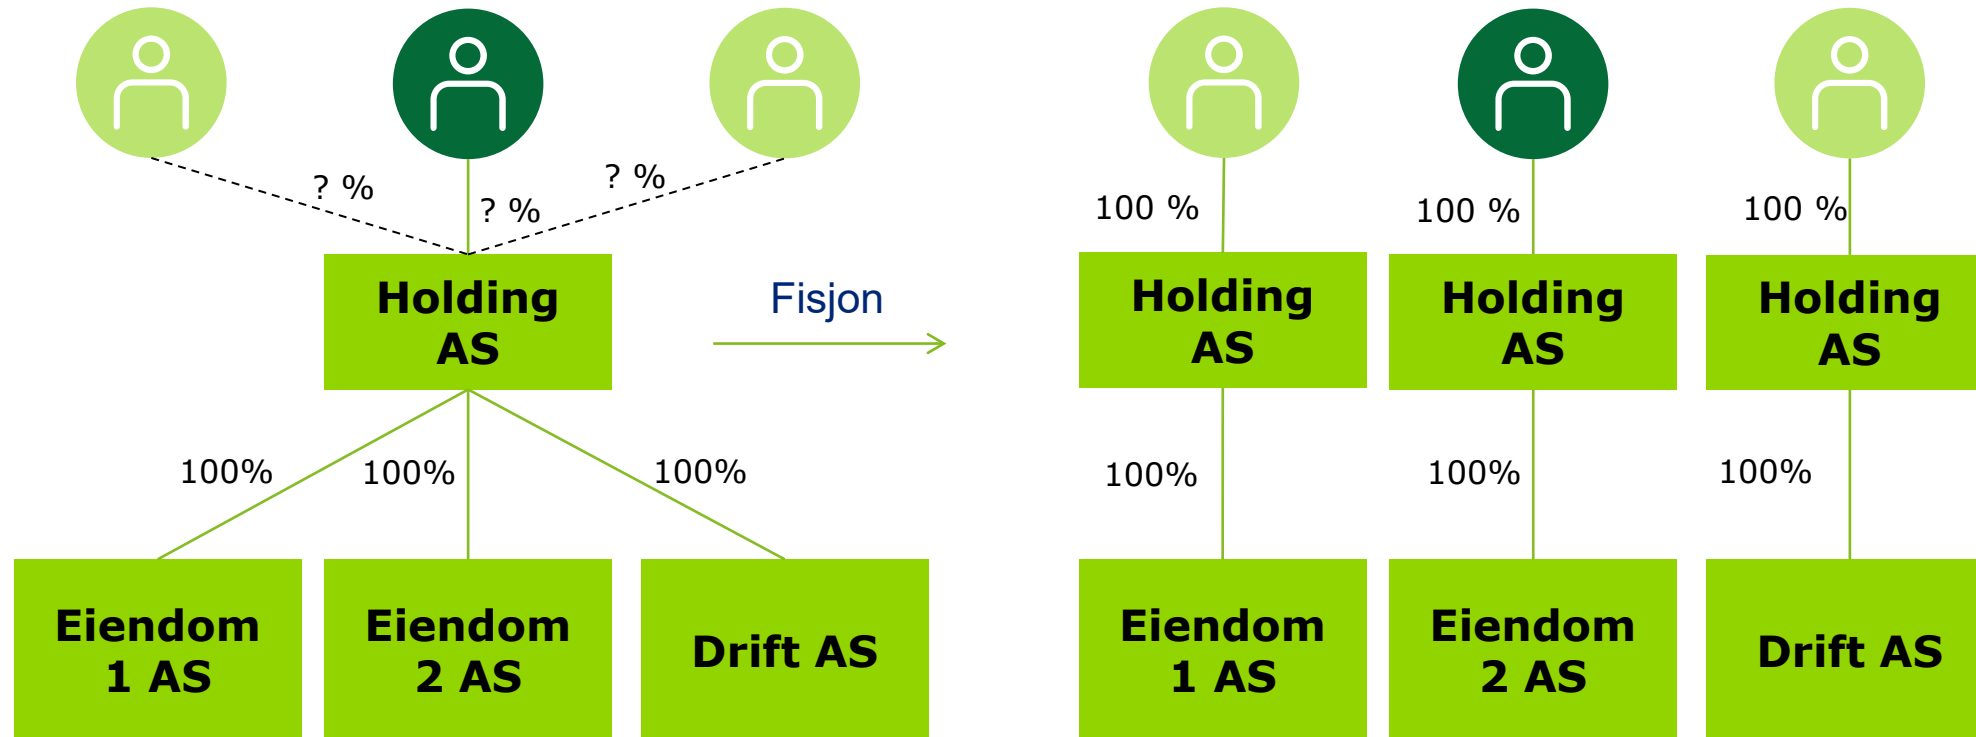 ? %
? %
? %
Holding
AS
100%
100%
100%
Eiendom
1 AS
Eiendom
2 AS
Drift AS
Fisjon
100 %
100 %
100 %
Holding
AS
Holding
AS
Holding
AS
100%
100%
100%
Eiendom
1 AS
Eiendom
2 AS
Drift AS